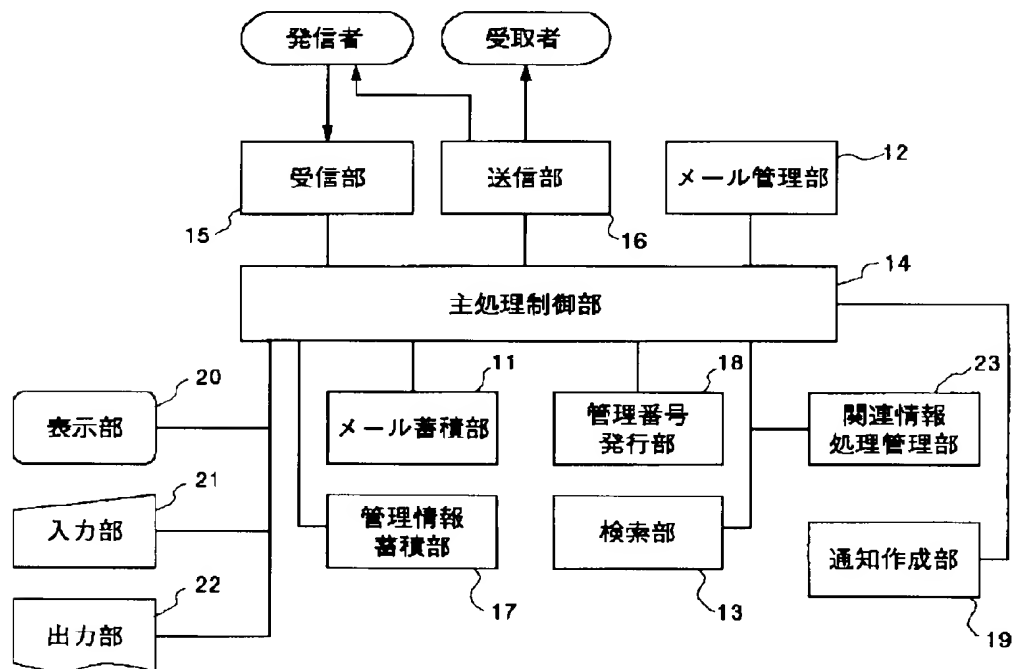 発信者
受取者
受信部
送信部
メール管理部
12
15
16
14
主処理制御部
20
11
18
23
表示部
メール蓄積部
管理番号
発行部
関連情報
処理管理部
21
入力部
管理情報
蓄積部
検索部
通知作成部
22
出力部
17
13
19